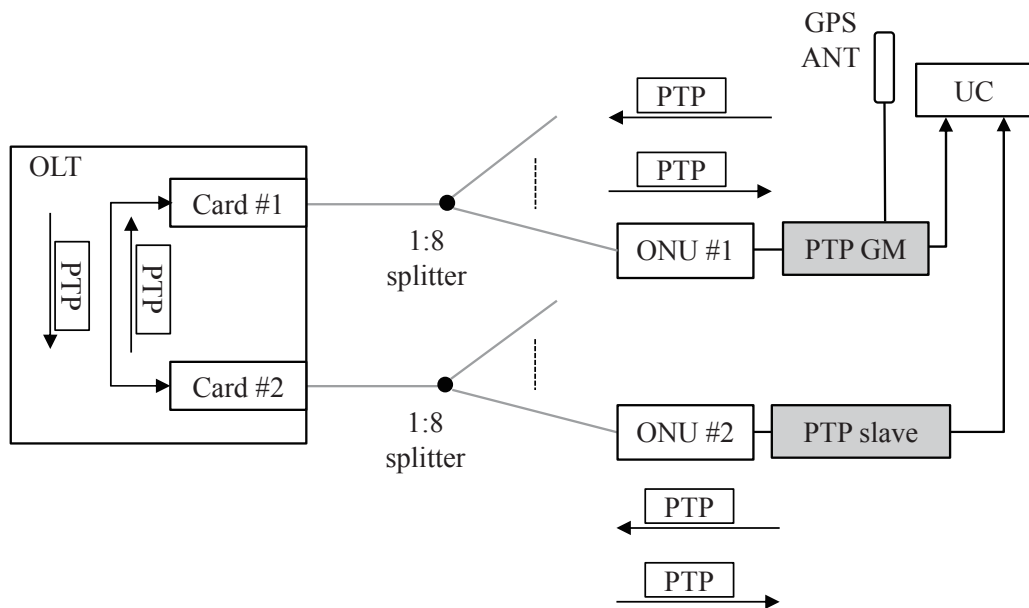 GPS
ANT
UC
PTP
PTP
OLT
Card #1
PTP
PTP
1:8
splitter
ONU #1
PTP GM
Card #2
1:8
splitter
ONU #2
PTP slave
PTP
PTP